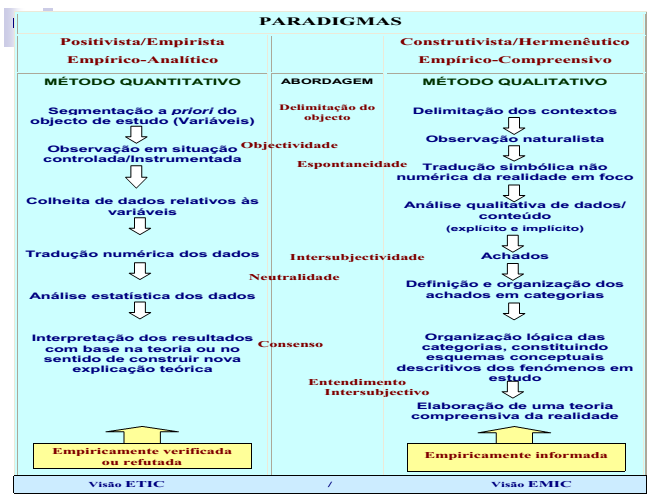 PARADIGMAS
Positivista/Empirista
Empírico-Analítico
Construtivista/Hermenêutico
Empírico-Compreensivo
MÉTODO QUANTITATIVO
ABORDAGEM
MÉTODO QUALITATIVO
Segmentação a priori do
objecto de estudo (Variáveis)
Observação em situação
controlada/Instrumentada
Colheita de dados relativos às
variáveis
Tradução numérica dos dados
Análise estatística dos dados
Interpretação dos resultados
com base na teoria ou no
sentido de construir nova
explicação teórica
Empiricamente verificada
ou refutada
Delimitação do
objecto
Objectividade
Espontaneidade
Intersubjectividade
Neutralidade
Consenso
Entendimento
Intersubjectivo
Delimitação dos contextos
Observação naturalista
Tradução simbólica não
numérica da realidade em foco
Análise qualitativa de dados/
conteúdo
(explícito e implícito)
Achados
Definição e organização dos
achados em categorias
Organização lógica das
categorias, constituindo
esquemas conceptuais
descritivos dos fenómenos em
estudo
Elaboração de uma teoria
compreensiva da realidade
Empiricamente informada
Visão ETIC
/
Visão EMIC